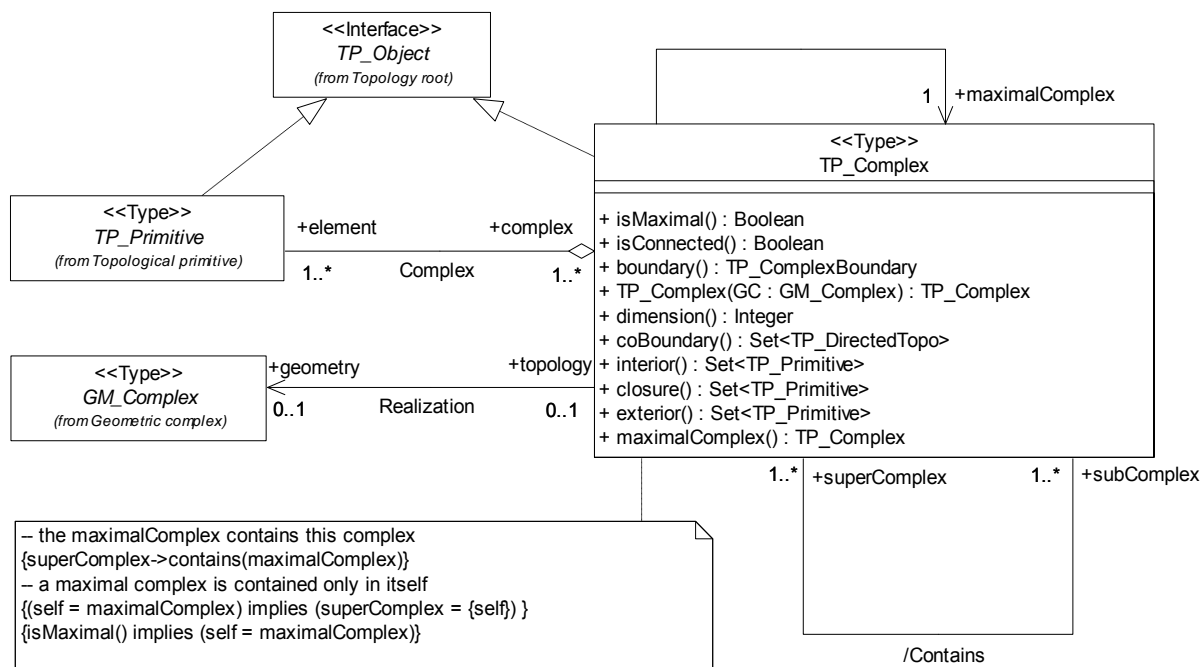 <<Interface>>
TP_Object
(from Topology root)
1
+maximalComplex
<<Type>>
TP_Complex
+ isMaximal() : Boolean
+ isConnected() : Boolean
+ boundary() : TP_ComplexBoundary
+ TP_Complex(GC : GM_Complex) : TP_Complex
+ dimension() : Integer
+ coBoundary() : Set<TP_DirectedTopo>
+ interior() : Set<TP_Primitive>
+ closure() : Set<TP_Primitive>
+ exterior() : Set<TP_Primitive>
+ maximalComplex() : TP_Complex
<<Type>>
TP_Primitive
(from Topological primitive)
+element
+complex
1..*
Complex
1..*
<<Type>>
GM_Complex
(from Geometric complex)
+geometry
+topology
0..1
Realization
0..1
1..*
+superComplex
1..*
+subComplex
/Contains
-- the maximalComplex contains this complex
{superComplex->contains(maximalComplex)}
-- a maximal complex is contained only in itself
{(self = maximalComplex) implies (superComplex = {self}) }
{isMaximal() implies (self = maximalComplex)}